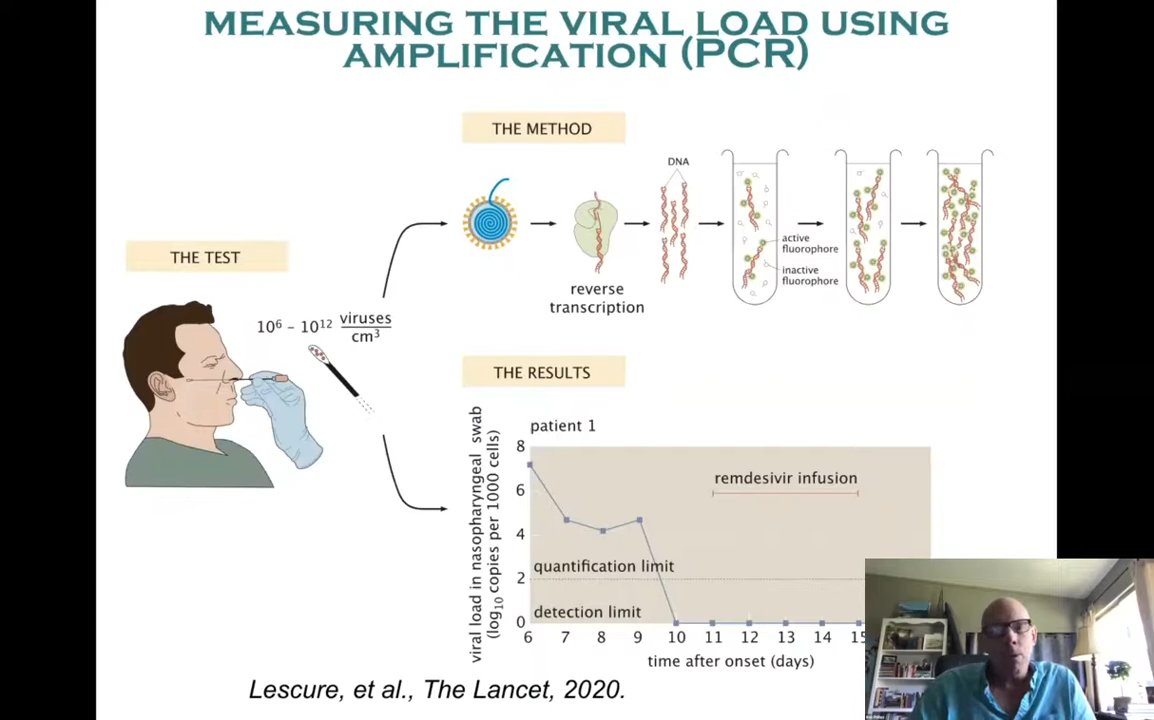 MEASURING THE VIRAL LOAD USING
AMPLIFICATION (PCR)
THE METHOD
DNA
active
fluorophore
inactive
fluorophore
reverse
transcription
THE TEST
10⁶ – 10¹² viruses
cm³
THE RESULTS
patient 1
viral load in nasopharyngeal swab
(log₁₀ copies per 1000 cells)
8
6
4
2
0
remdesivir infusion
quantification limit
detection limit
6 7 8 9 10 11 12 13 14
time after onset (days)
Lescure, et al., The Lancet, 2020.